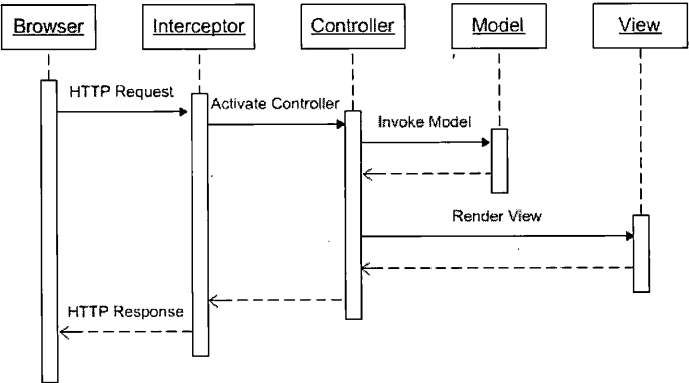 Browser
Interceptor
Controller
Model
View
HTTP Request
Activate Controller
Invoke Model
Render View
HTTP Response